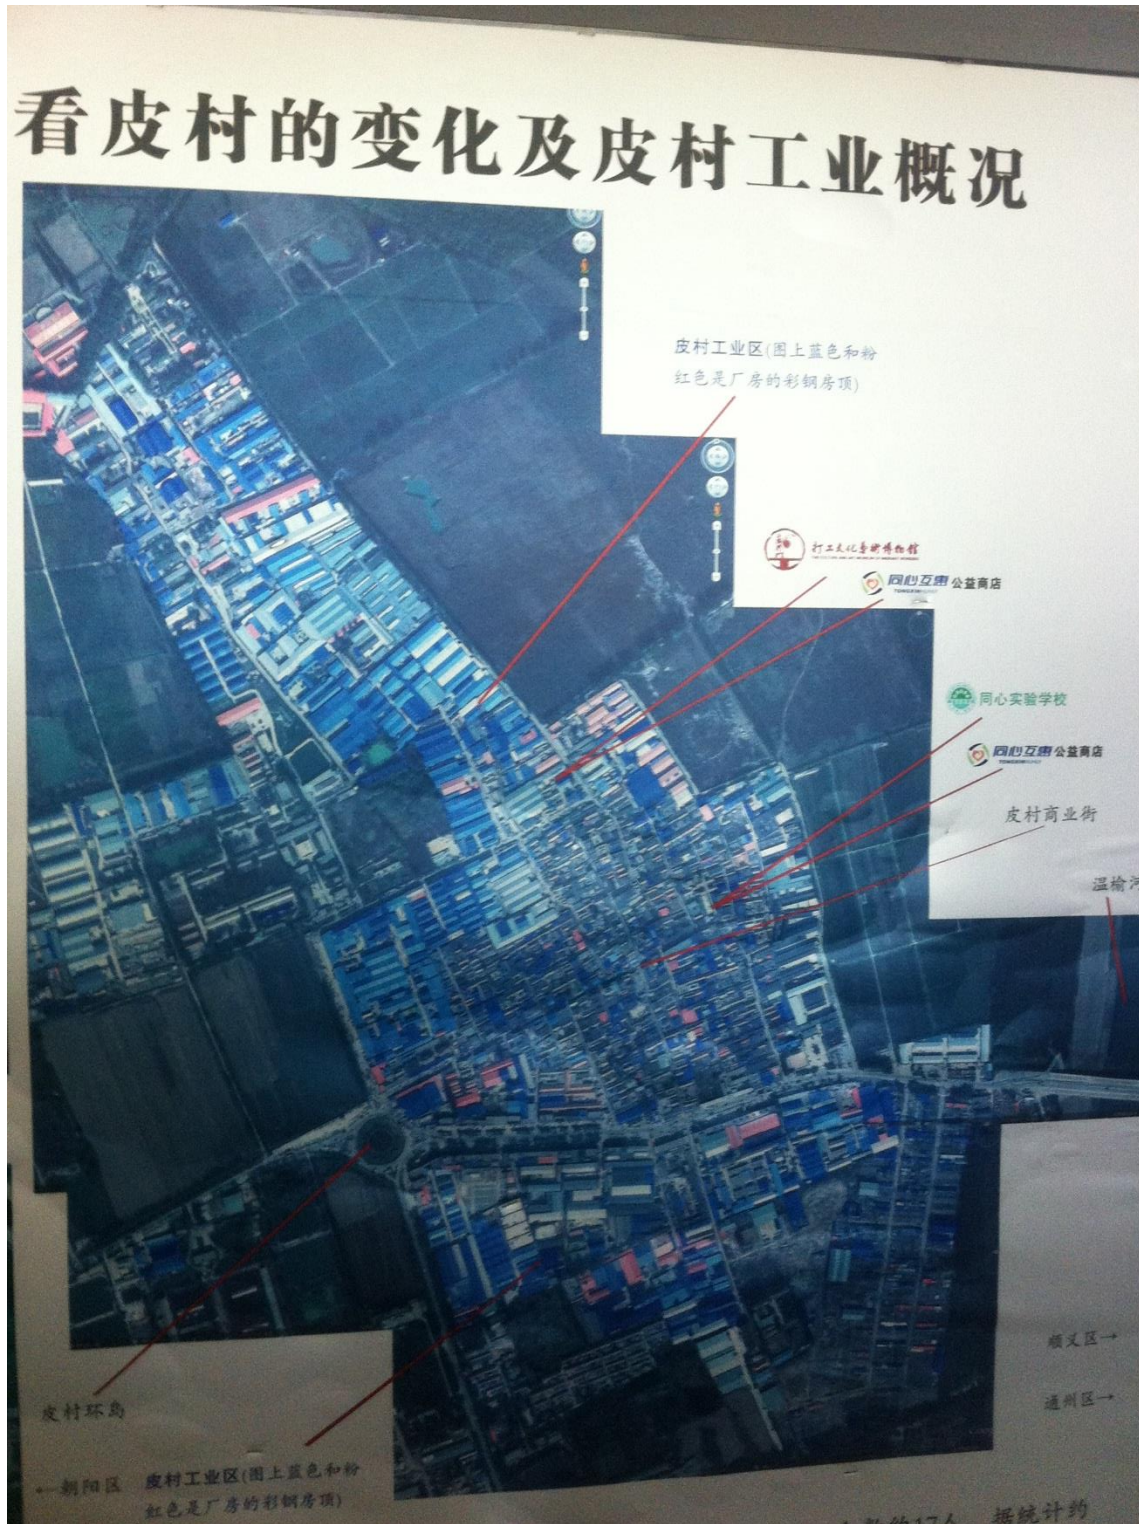 看皮村的变化及皮村工业概况
皮村工业区(图上蓝色和粉
红色是厂房的彩钢房顶)
打工文化艺术博物馆
同心互惠 公益商店
同心实验学校
同心互惠 公益商店
皮村商业街
温榆河
顺义区→
通州区→
皮村环岛
←朝阳区
皮村工业区(图上蓝色和粉
红色是厂房的彩钢房顶)
据统计约